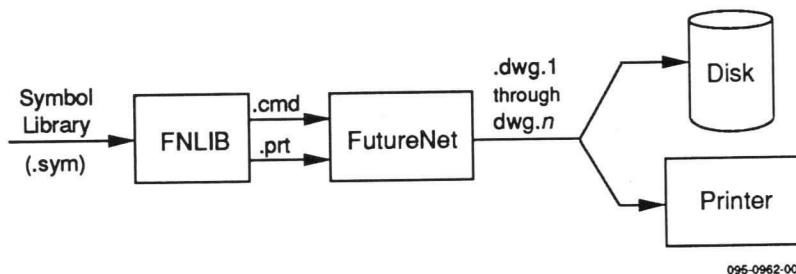 Symbol
Library
(.sym)
FNLIB
.cmd
.prt
FutureNet
.dwg.1
through
dwg.n
Disk
Printer
095-0962-00